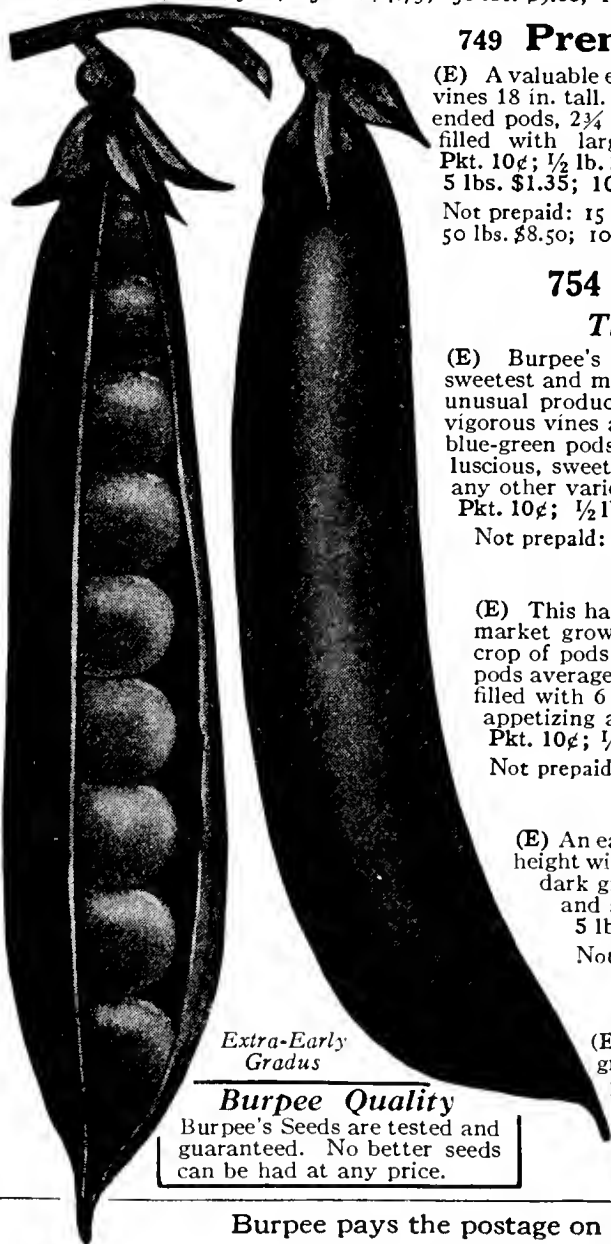 749 Prem
(E) A valuable e
vines 18 in. tall.
ended pods, 2¾
filled with larg
Pkt. 10¢; ½ lb.
5 lbs. $1.35; 10
Not prepaid: 15
50 lbs. $8.50; 10
754
(E) Burpee's
sweetest and m
unusual produc
vigorous vines a
blue-green pods
luscious, sweet
any other varie
Pkt. 10¢; ½ l
Not prepaid:
(E) This ha
market grow
crop of pods
pods average
filled with 6
appetizing a
Pkt. 10¢;
Not prepaid
(E) An ea
height wi
dark g
and
5 lb
Not
(E
gr
Extra-Early
Gradus
Burpee Quality
Burpee's Seeds are tested and
guaranteed. No better seeds
can be had at any price.
Burpee pays the postage on